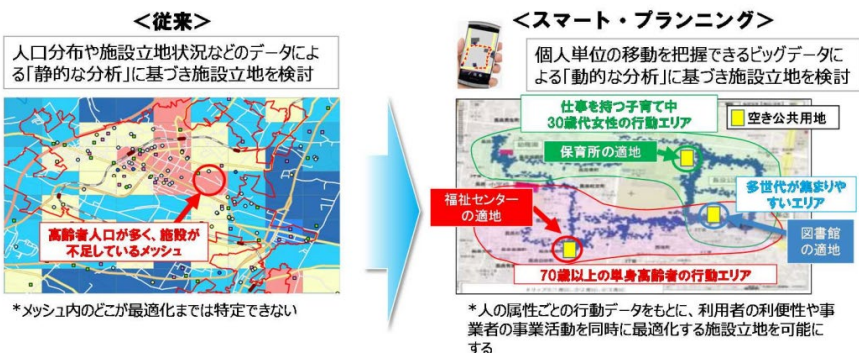 <従来>
人口分布や施設立地状況などのデータによ
る「静的な分析」に基づき施設立地を検討
高齢者人口が多く、施設が
不足しているメッシュ
*メッシュ内のどこが最適化までは特定できない
<スマート・プランニング>
個人単位の移動を把握できるビッグデータに
よる「動的な分析」に基づき施設立地を検討
仕事を持つ子育て中
30歳代女性の行動エリア
空き公共用地
保育所の適地
多世代が集まりや
すいエリア
福祉センター
の適地
図書館
の適地
70歳以上の単身高齢者の行動エリア
*人の属性ごとの行動データをもとに、利用者の利便性や事
業者の事業活動を同時に最適化する施設立地を可能に
する